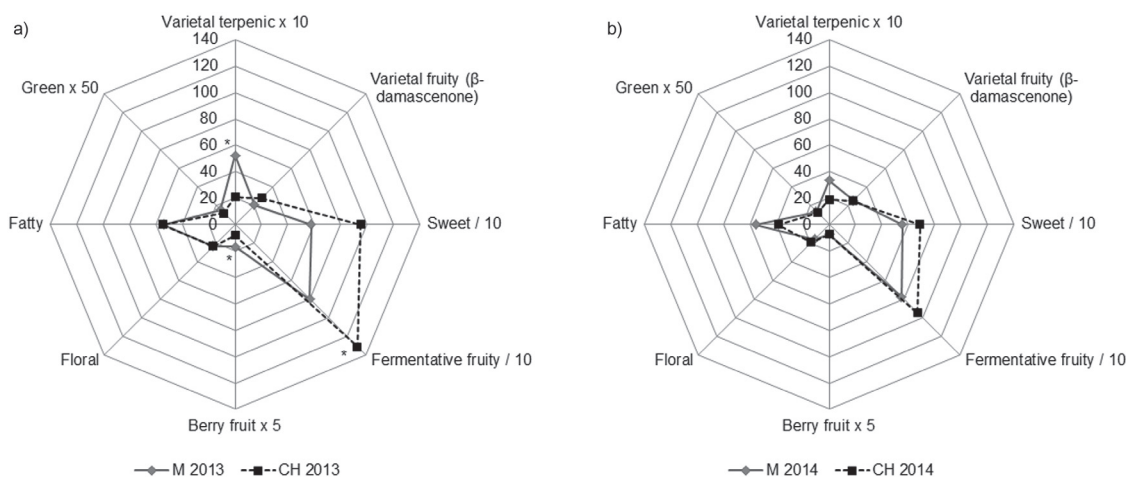 a)
Varietal terpenic x 10
140
120
100
80
60
40
20
0
*
*
*
Varietal fruity (β-
damascenone)
Sweet / 10
Fermentative fruity / 10
Berry fruit x 5
Floral
Fatty
Green x 50
M 2013
CH 2013
b)
Varietal terpenic x 10
140
120
100
80
60
40
20
0
Varietal fruity (β-
damascenone)
Sweet / 10
Fermentative fruity / 10
Berry fruit x 5
Floral
Fatty
Green x 50
M 2014
CH 2014